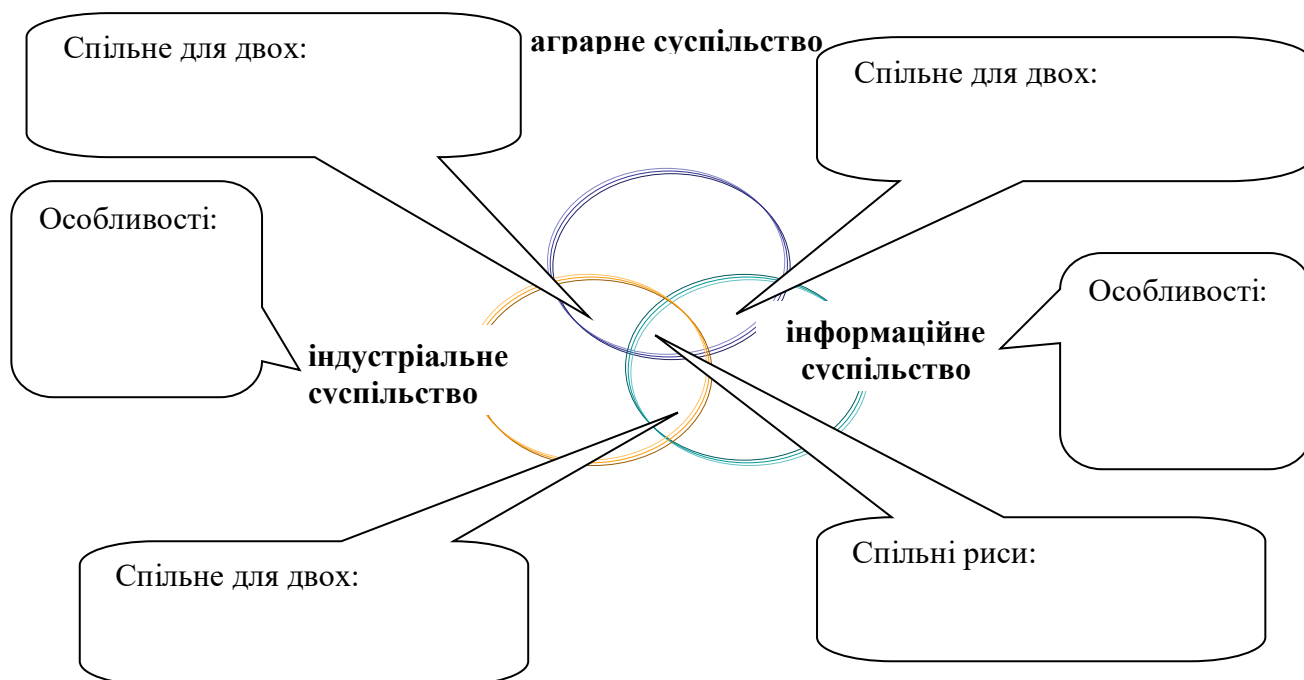 Спільне для двох:
аграрне суспільство
Спільне для двох:
Особливості:
Особливості:
індустріальне
суспільство
інформаційне
суспільство
Спільне для двох:
Спільні риси: